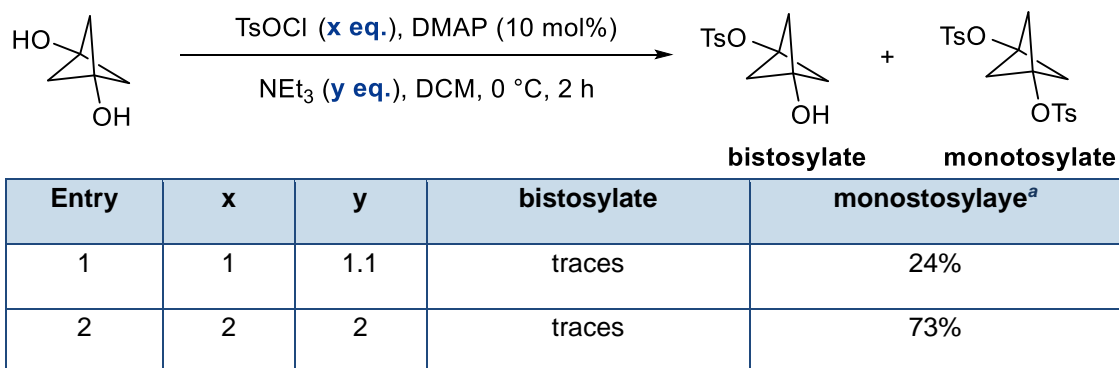 HO
OH
TsOCl (x eq.), DMAP (10 mol%)
NEt3 (y eq.), DCM, 0 °C, 2 h
TsO
OH
bistosylate
+
TsO
OTs
monotosylate
Entry x y bistosylate monostosylayeᵃ
1 1 1.1 traces 24%
2 2 2 traces 73%